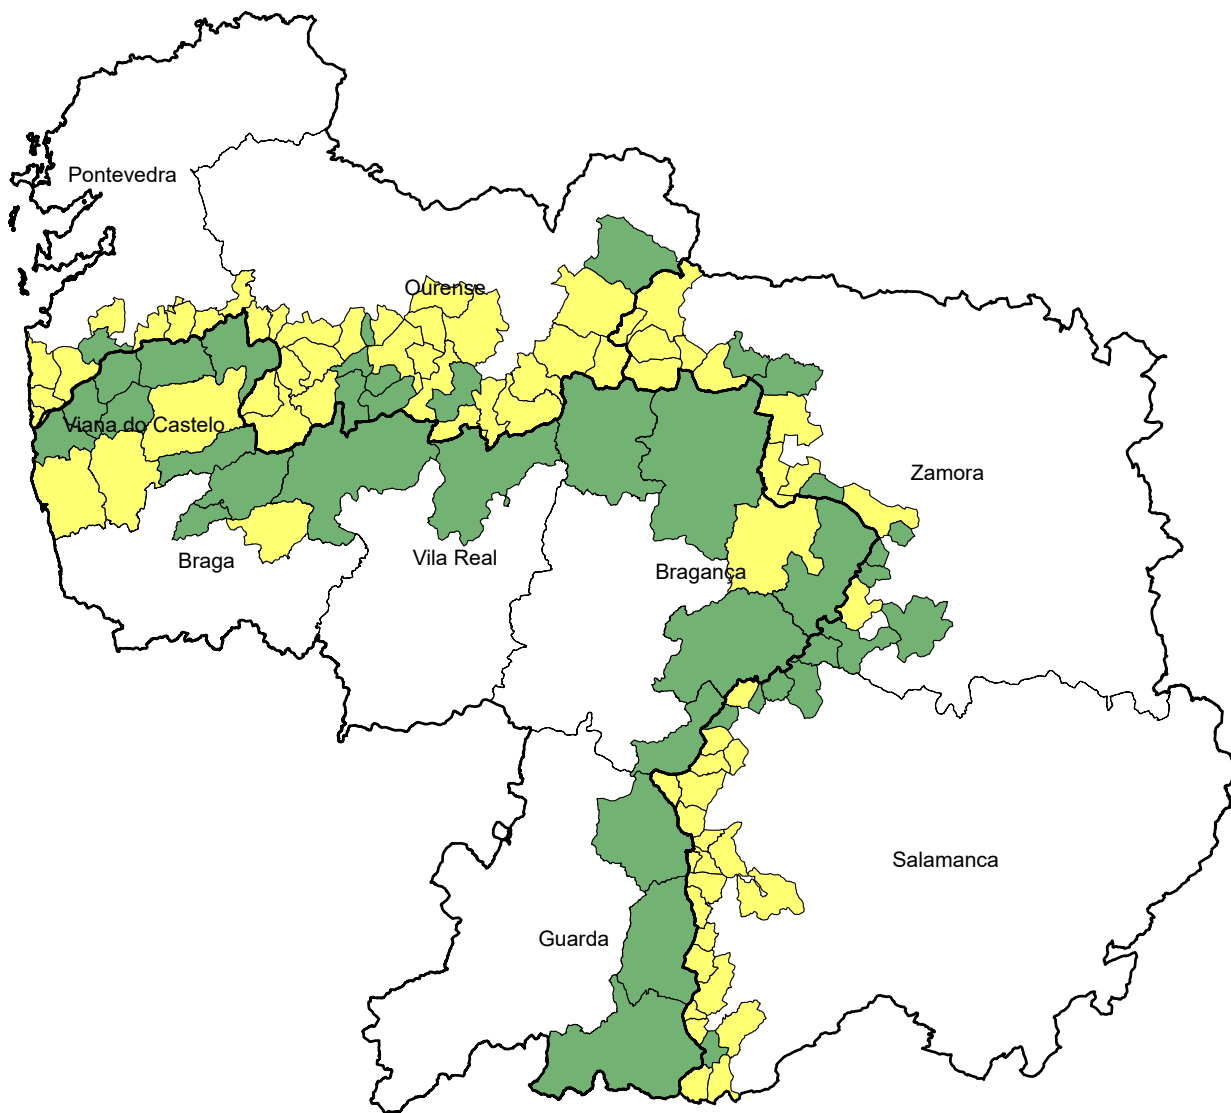 Pontevedra
Ourense
Viana do Castelo
Zamora
Braga
Vila Real
Bragança
Salamanca
Guarda